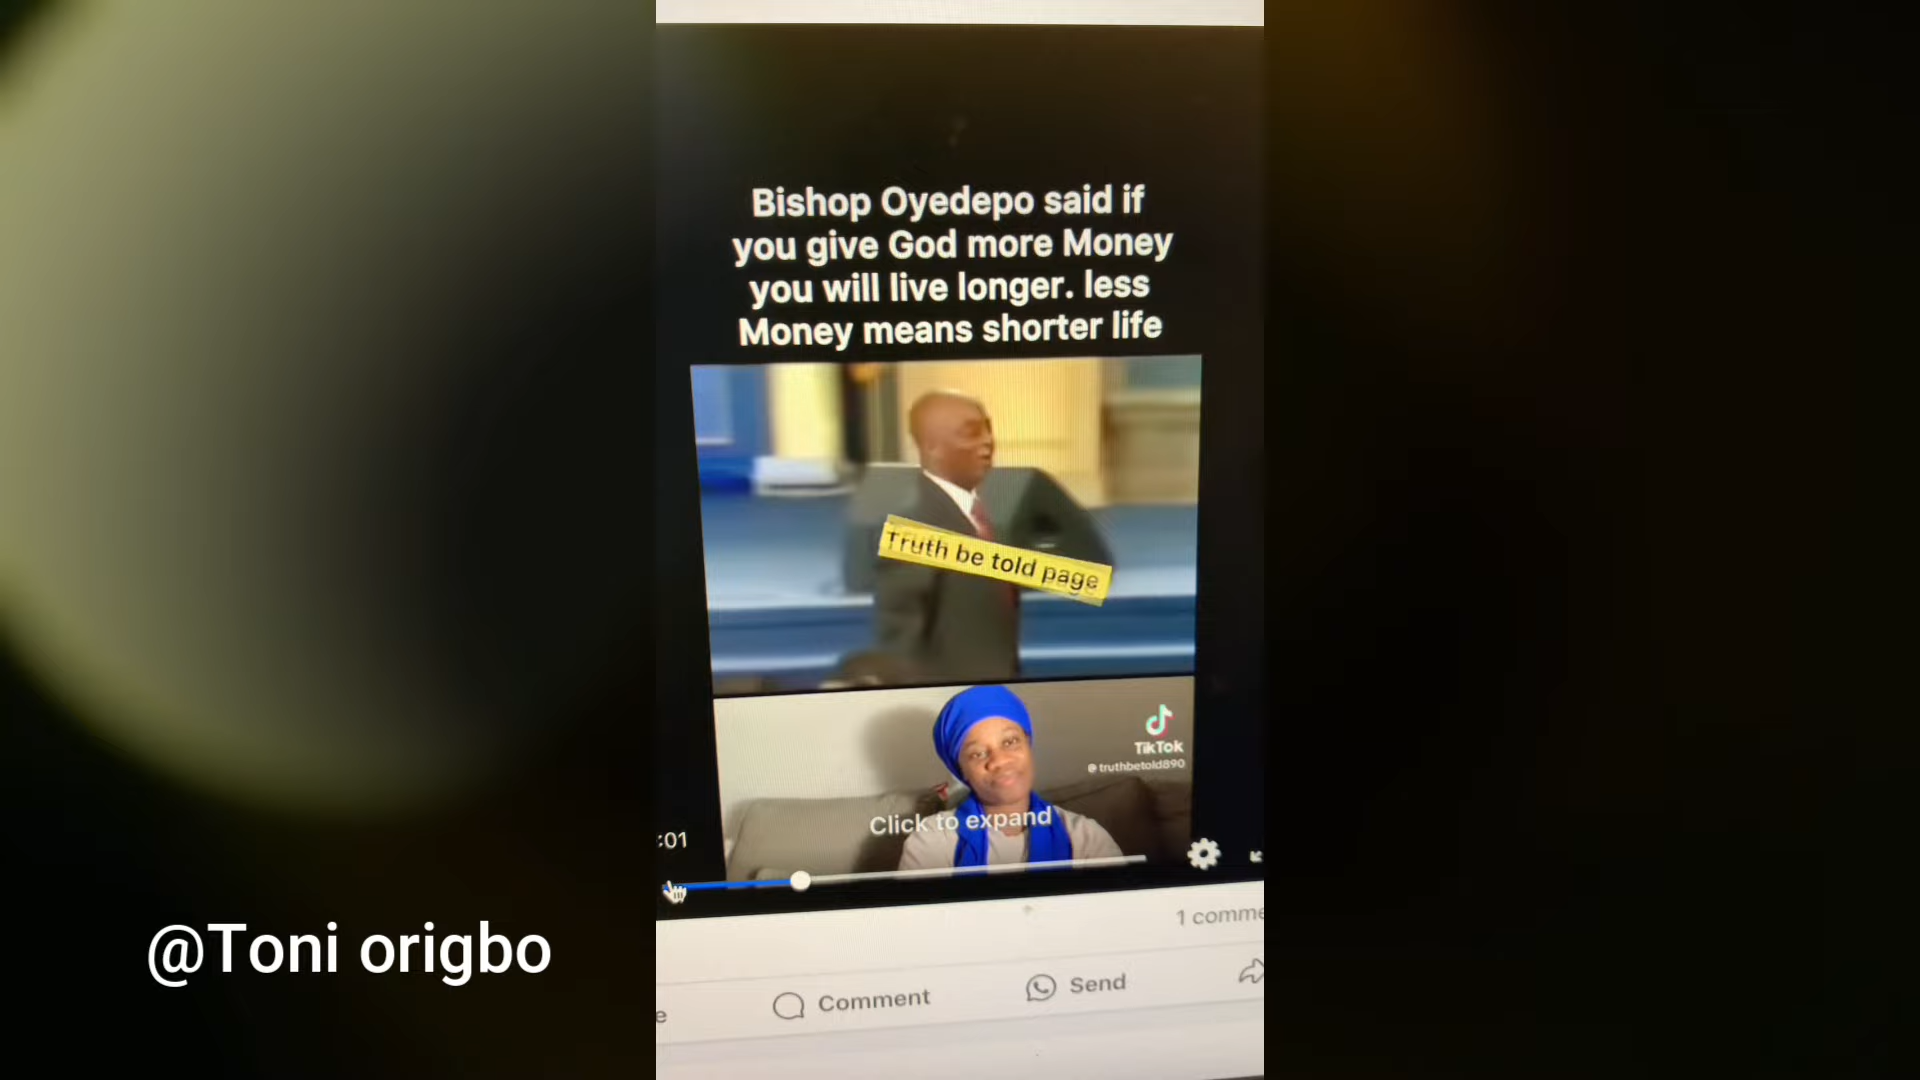 Bishop Oyedepo said if
you give God more Money
you will live longer. less
Money means shorter life
Truth be told page
TikTok
@truthbetold890
Click to expand
:01
1 comme
@Toni origbo
e
Comment
Send